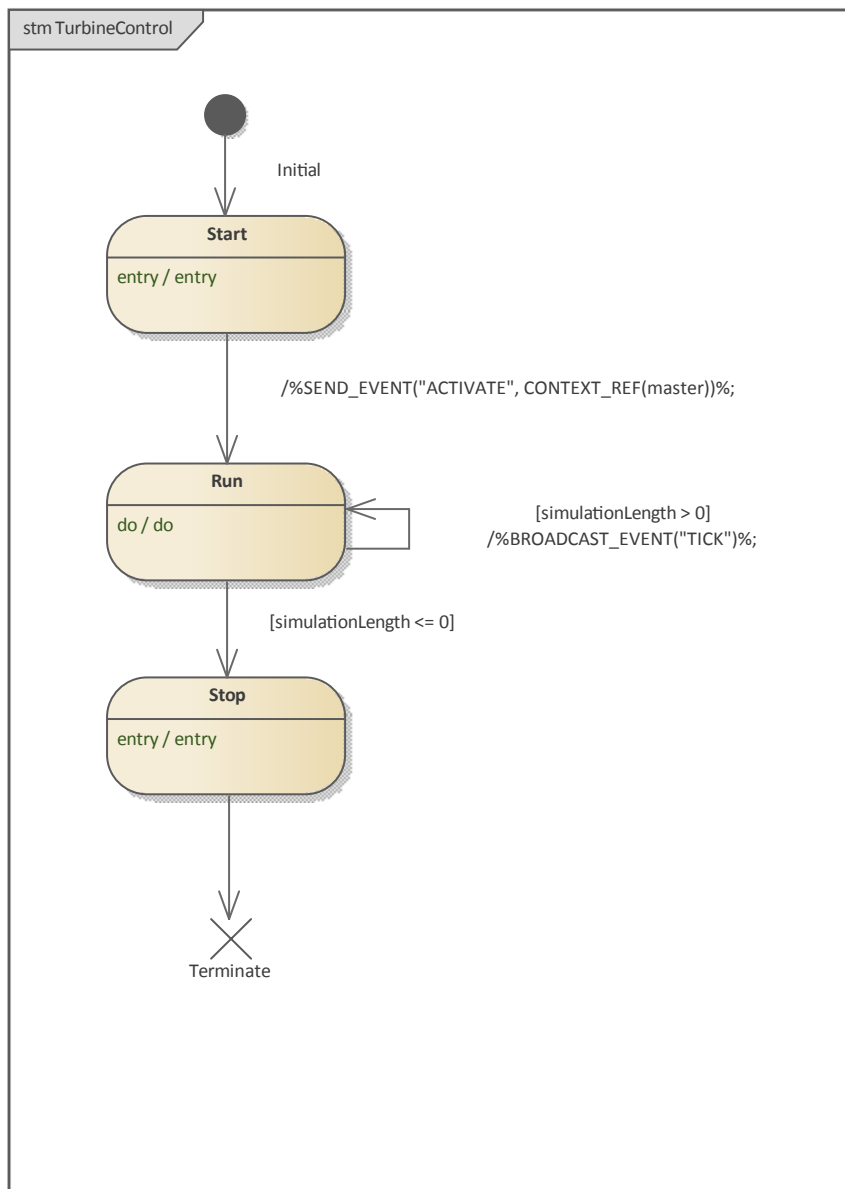 stm TurbineControl
Initial
Start
entry / entry
/%SEND_EVENT("ACTIVATE", CONTEXT_REF(master))%;
Run
do / do
[simulationLength > 0]
/%BROADCAST_EVENT("TICK")%;
[simulationLength <= 0]
Stop
entry / entry
Terminate